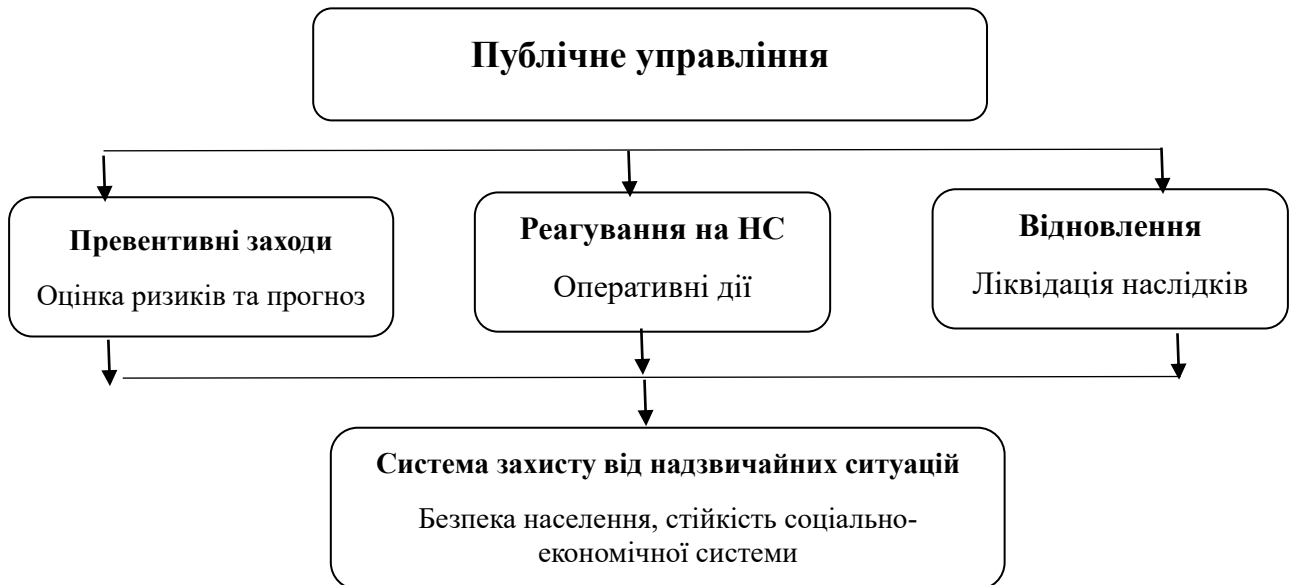 Публічне управління
Превентивні заходи
Оцінка ризиків та прогноз
Реагування на НС
Оперативні дії
Відновлення
Ліквідація наслідків
Система захисту від надзвичайних ситуацій
Безпека населення, стійкість соціально-
економічної системи